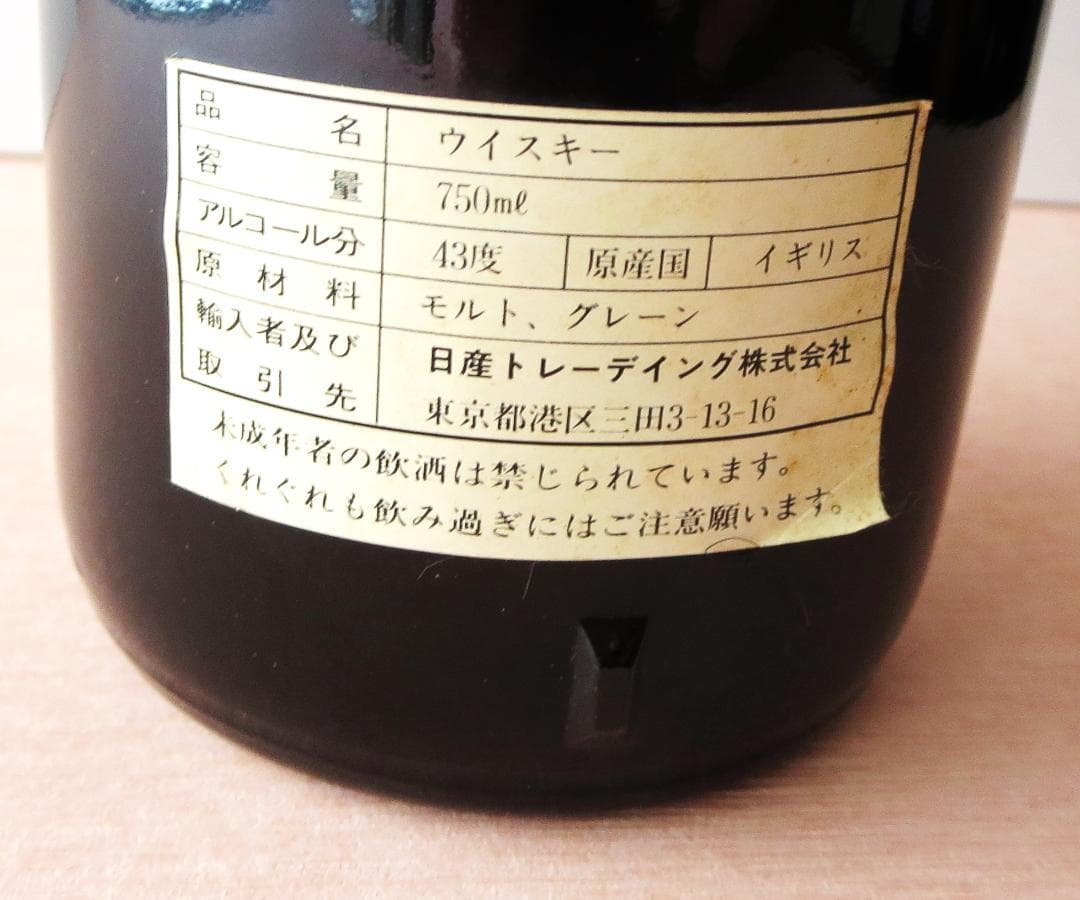 品名 ウイスキー
容量 750mℓ
アルコール分 43度 原産国 イギリス
原材料 モルト、グレーン
輸入者及び 日産トレーデイング株式会社
取引先 東京都港区三田3-13-16
未成年者の飲酒は禁じられています。
くれぐれも飲み過ぎにはご注意願います。